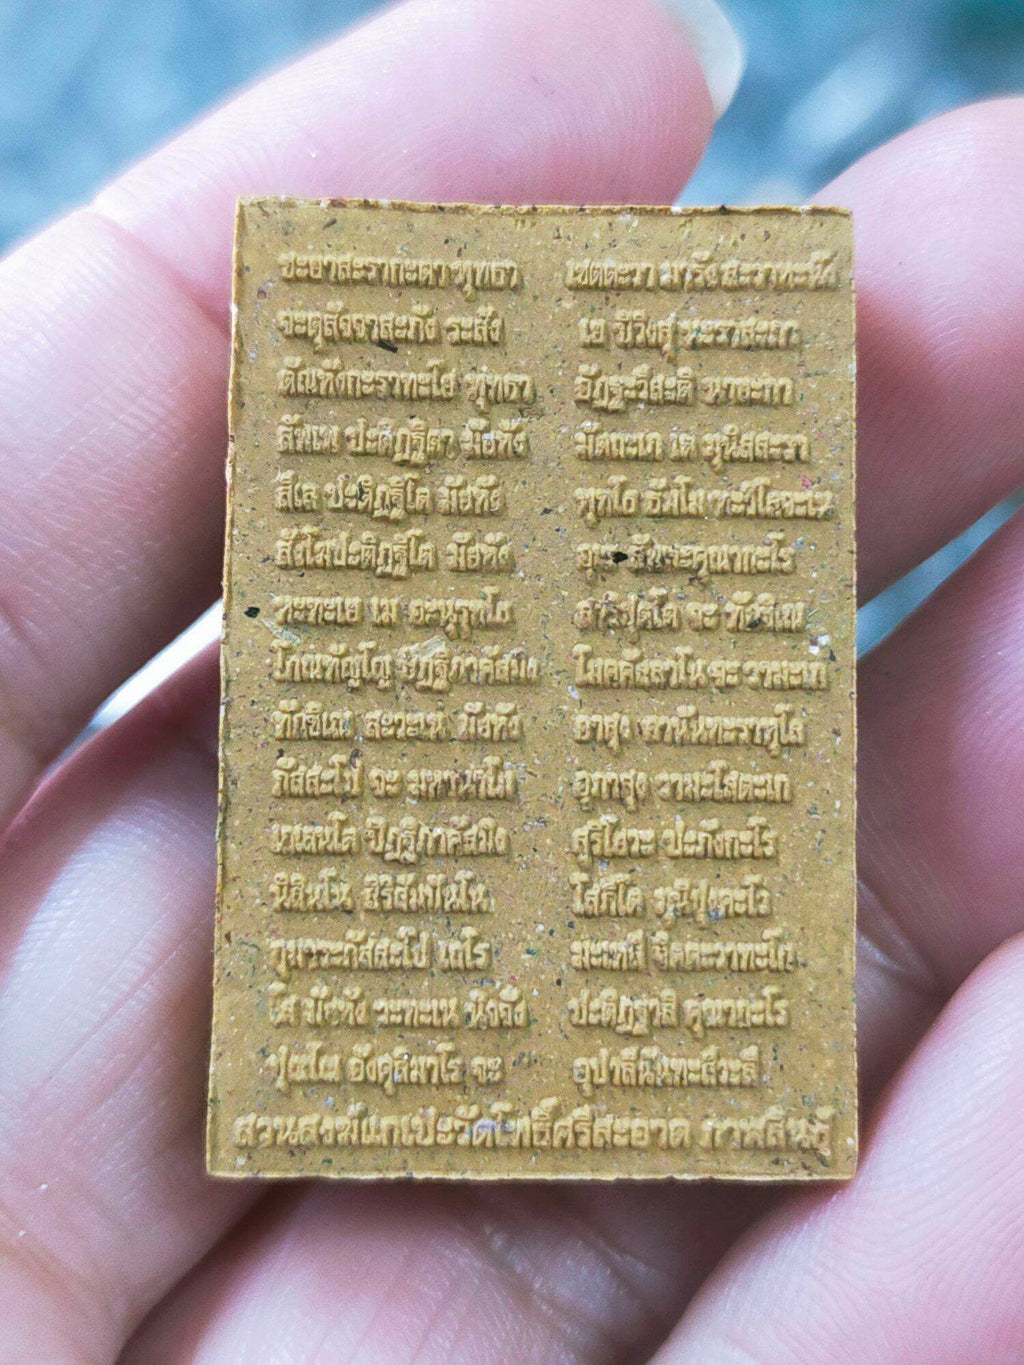 ชะยาสะรากะตา พุทธา เชตตะวา มารัง สะวาหะนัง
จะตุสัจจาสะภัง ระสัง เย ปิวิงสุ นะราสะภา
ตัณหังกะราทะโย พุทธา อัฏฐะวีสะติ นายะกา
สัพเพ ปะติฏฐิตา มัยหัง มัตถะเก เต มุนิสสะรา
สีเส ปะติฏฐิโต มัยหัง พุทโธ ธัมโม ทะวิโลจะเน
สังโฆปะติฏฐิโต มัยหัง อุเร สัพพะคุณากะโร
หะทะเย เม อะนุรุทโธ สารีปุตโต จะ ทักขิเณ
โกณฑัญโญ ปิฏฐิภาคัสมิง โมคคัลลาโน จะ วามะเก
ทักขิเณ สะวะเน มัยหัง อาสุง อานันทะราหุโล
กัสสะโป จะ มหานาโม อุภาสุง วามะโสตะเก
เกเสนโต ปิฏฐิภาคัสมิง สุริโยวะ ปะภังกะโร
นิสินโน สิริสัมปันโน โสภีโต มุนิปุงคะโว
กุมาระกัสสะโป เถโร มะเหสี จิตตะวาทะโก
โส มัยหัง วะทะเน นิจจัง ปะติฏฐาสิ คุณากะโร
ปุณโณ อังคุลิมาโร จะ อุปาลีนันทะสีวะลี
สวนสงฆ์แกเปะวัดโพธิ์ศรีสะอาด กาฬสินธุ์